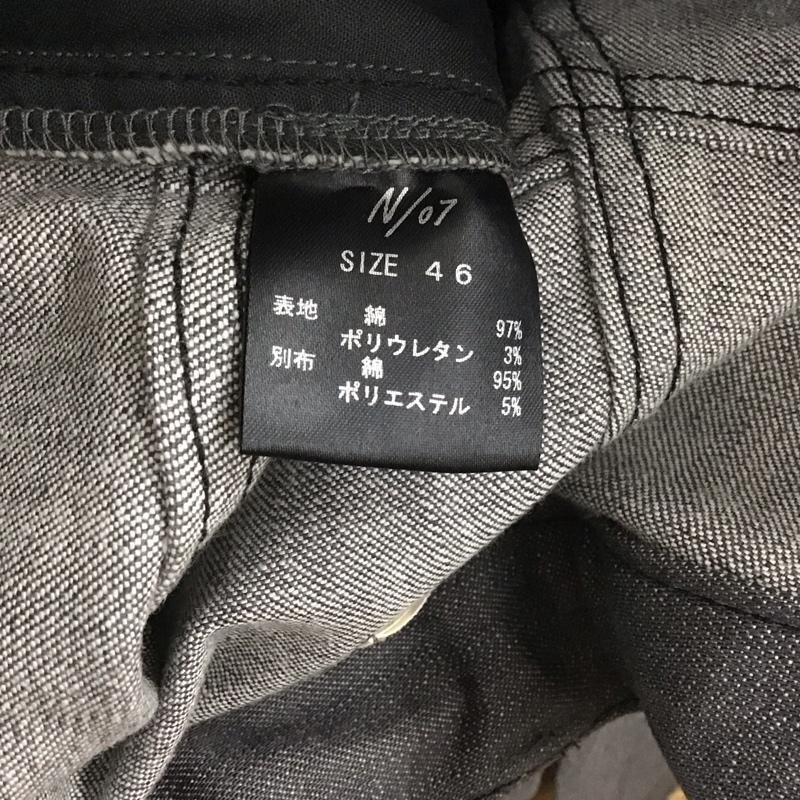 N/07
SIZE 46
表地 綿 97%
ポリウレタン 3%
別布 綿 95%
ポリエステル 5%